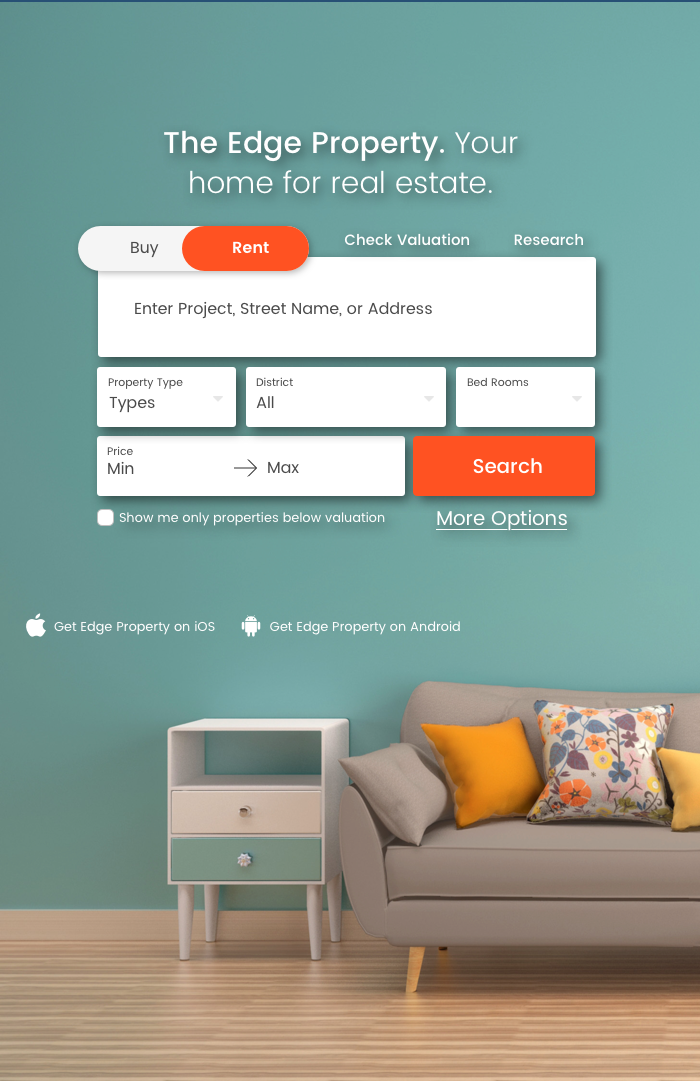 The Edge Property. Your
home for real estate.
Buy
Rent
Check Valuation
Research
Enter Project, Street Name, or Address
Property Type
Types
District
All
Bed Rooms
Price
Min
Max
Search
Show me only properties below valuation
More Options
Get Edge Property on iOS
Get Edge Property on Android